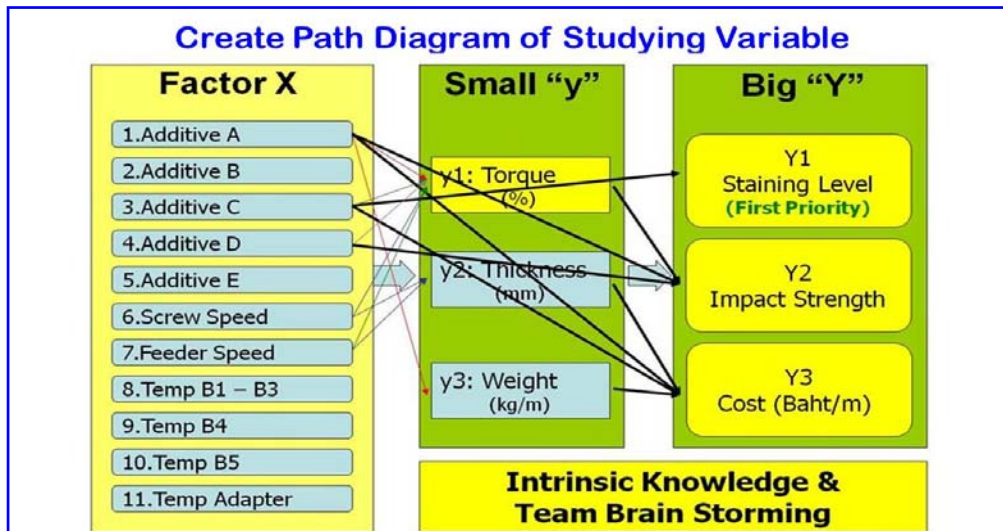 Create Path Diagram of Studying Variable
Factor X
1.Additive A
2.Additive B
3.Additive C
4.Additive D
5.Additive E
6.Screw Speed
7.Feeder Speed
8.Temp B1 – B3
9.Temp B4
10.Temp B5
11.Temp Adapter
Small “y”
y1: Torque
(%)
y2: Thickness
(mm)
y3: Weight
(kg/m)
Big “Y”
Y1
Staining Level
(First Priority)
Y2
Impact Strength
Y3
Cost (Baht/m)
Intrinsic Knowledge &
Team Brain Storming